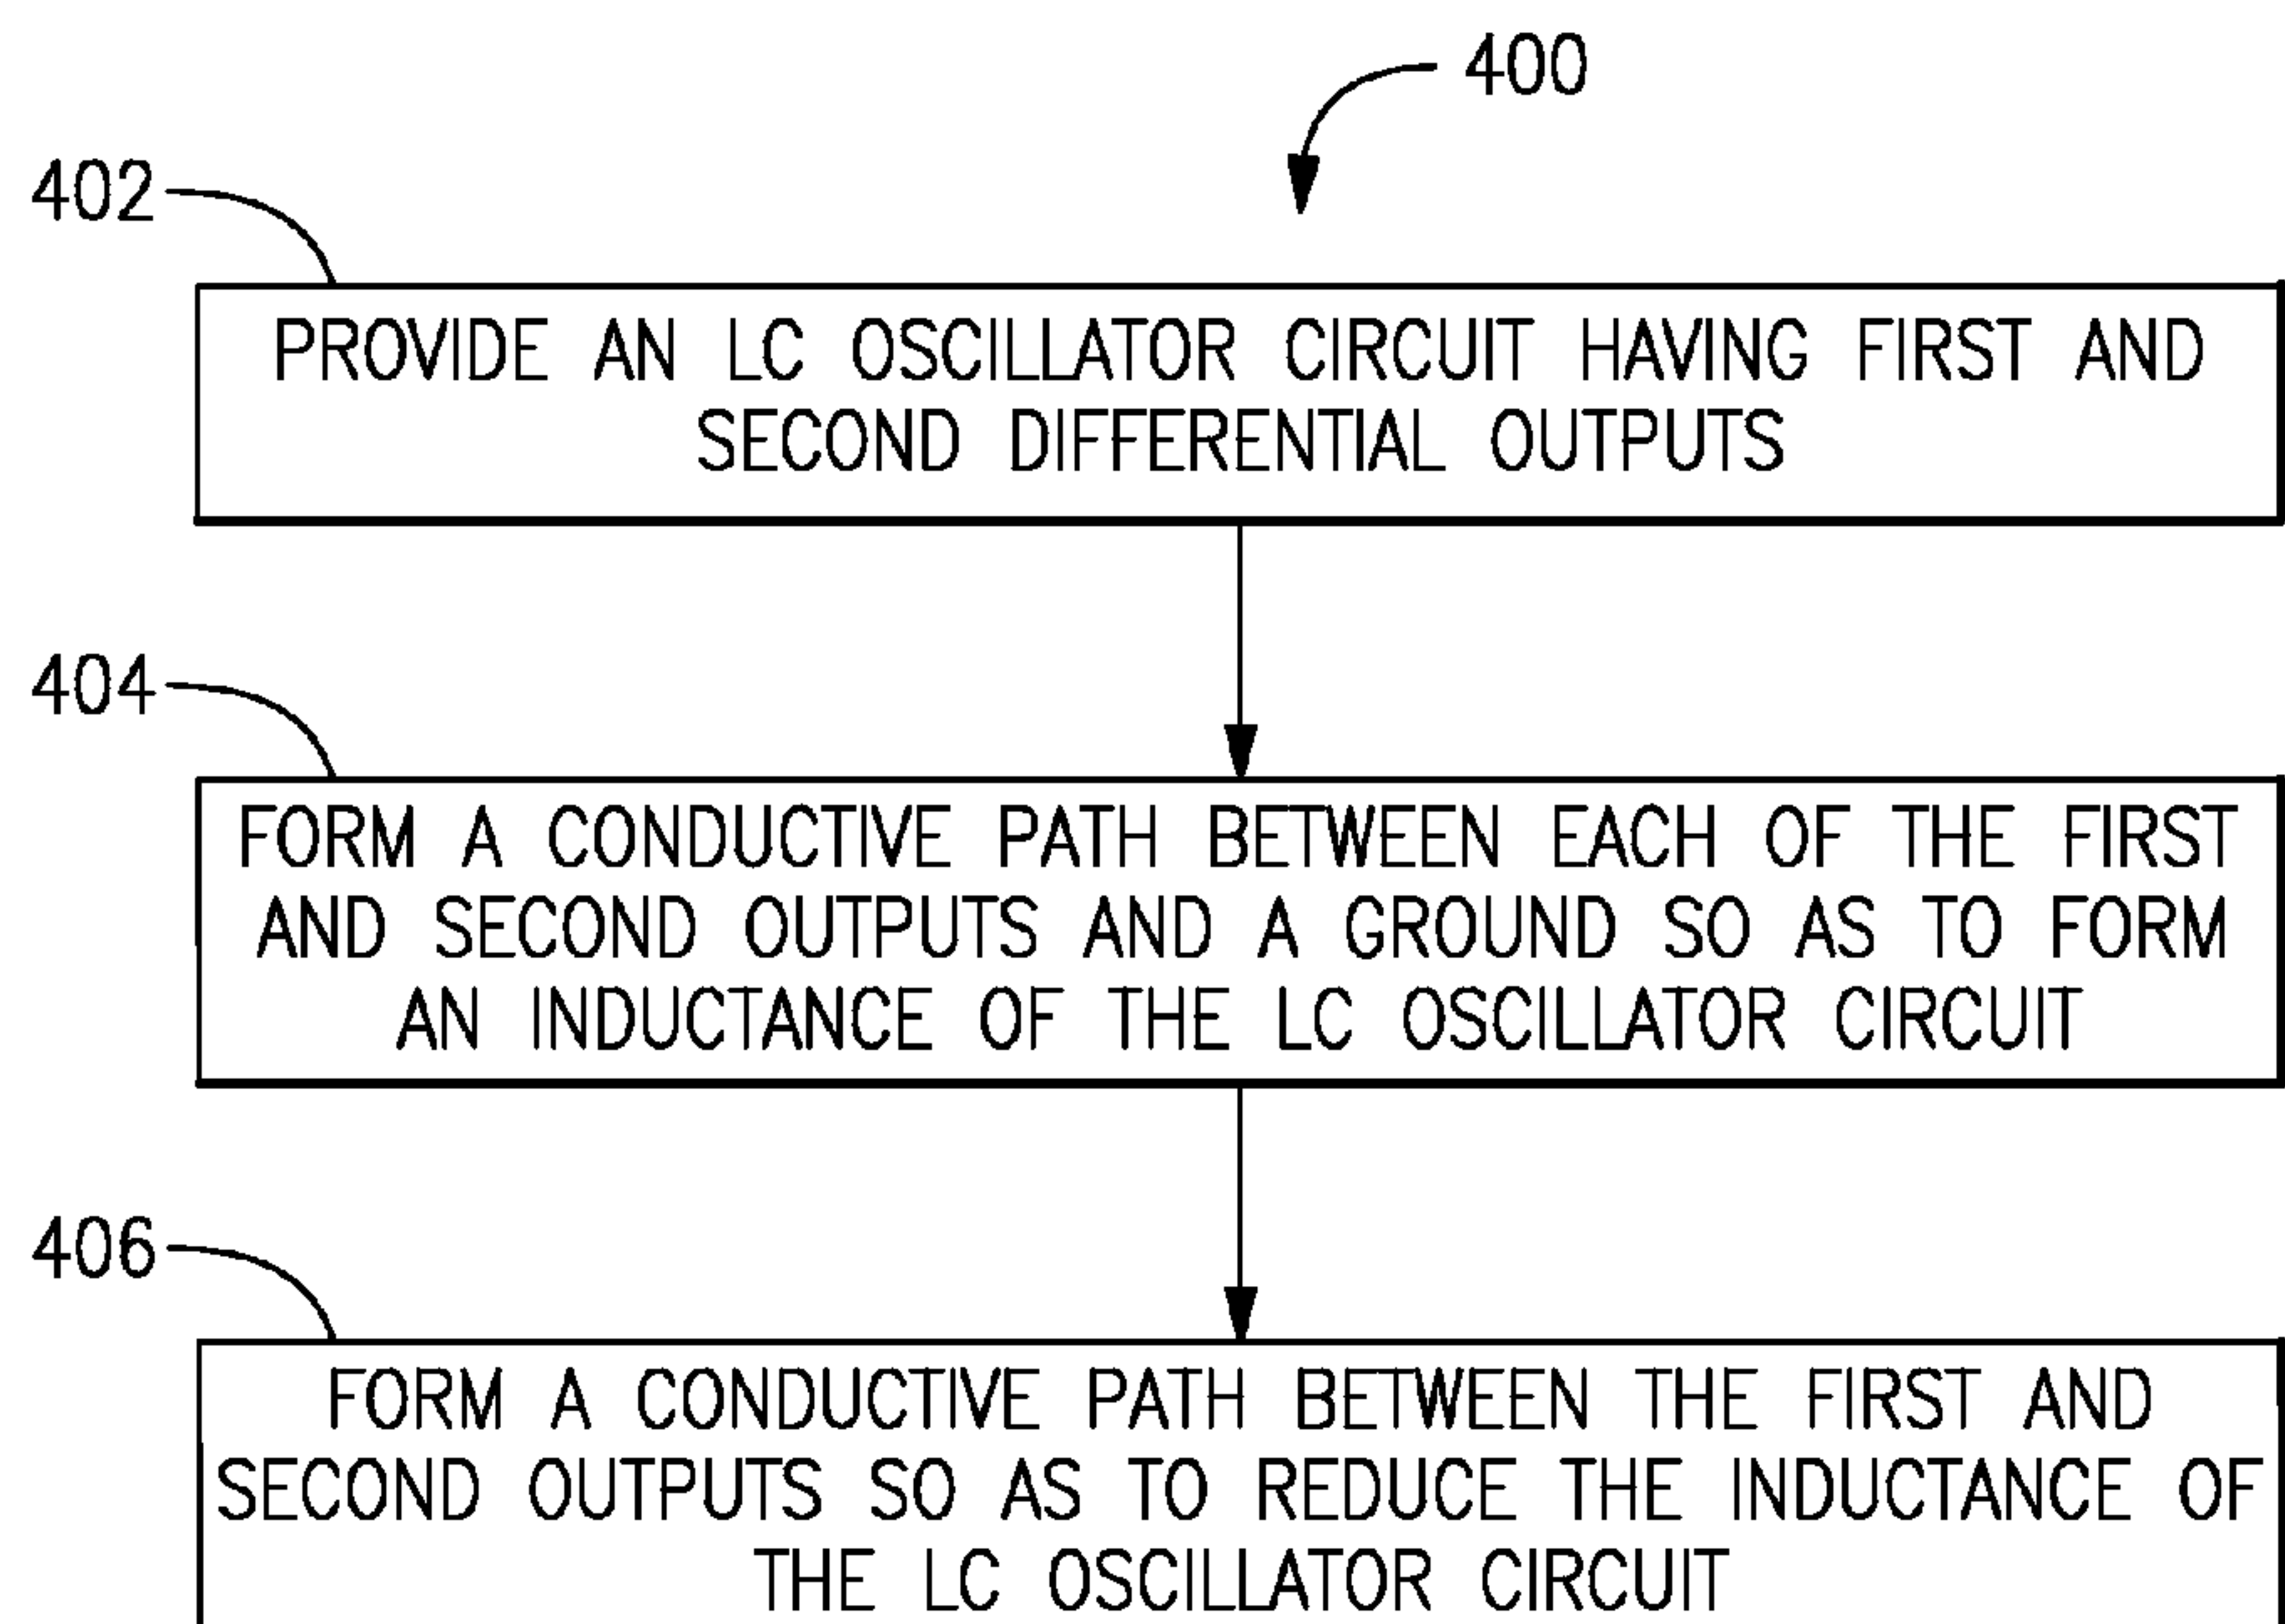 400
402
PROVIDE AN LC OSCILLATOR CIRCUIT HAVING FIRST AND
SECOND DIFFERENTIAL OUTPUTS
404
FORM A CONDUCTIVE PATH BETWEEN EACH OF THE FIRST
AND SECOND OUTPUTS AND A GROUND SO AS TO FORM
AN INDUCTANCE OF THE LC OSCILLATOR CIRCUIT
406
FORM A CONDUCTIVE PATH BETWEEN THE FIRST AND
SECOND OUTPUTS SO AS TO REDUCE THE INDUCTANCE OF
THE LC OSCILLATOR CIRCUIT